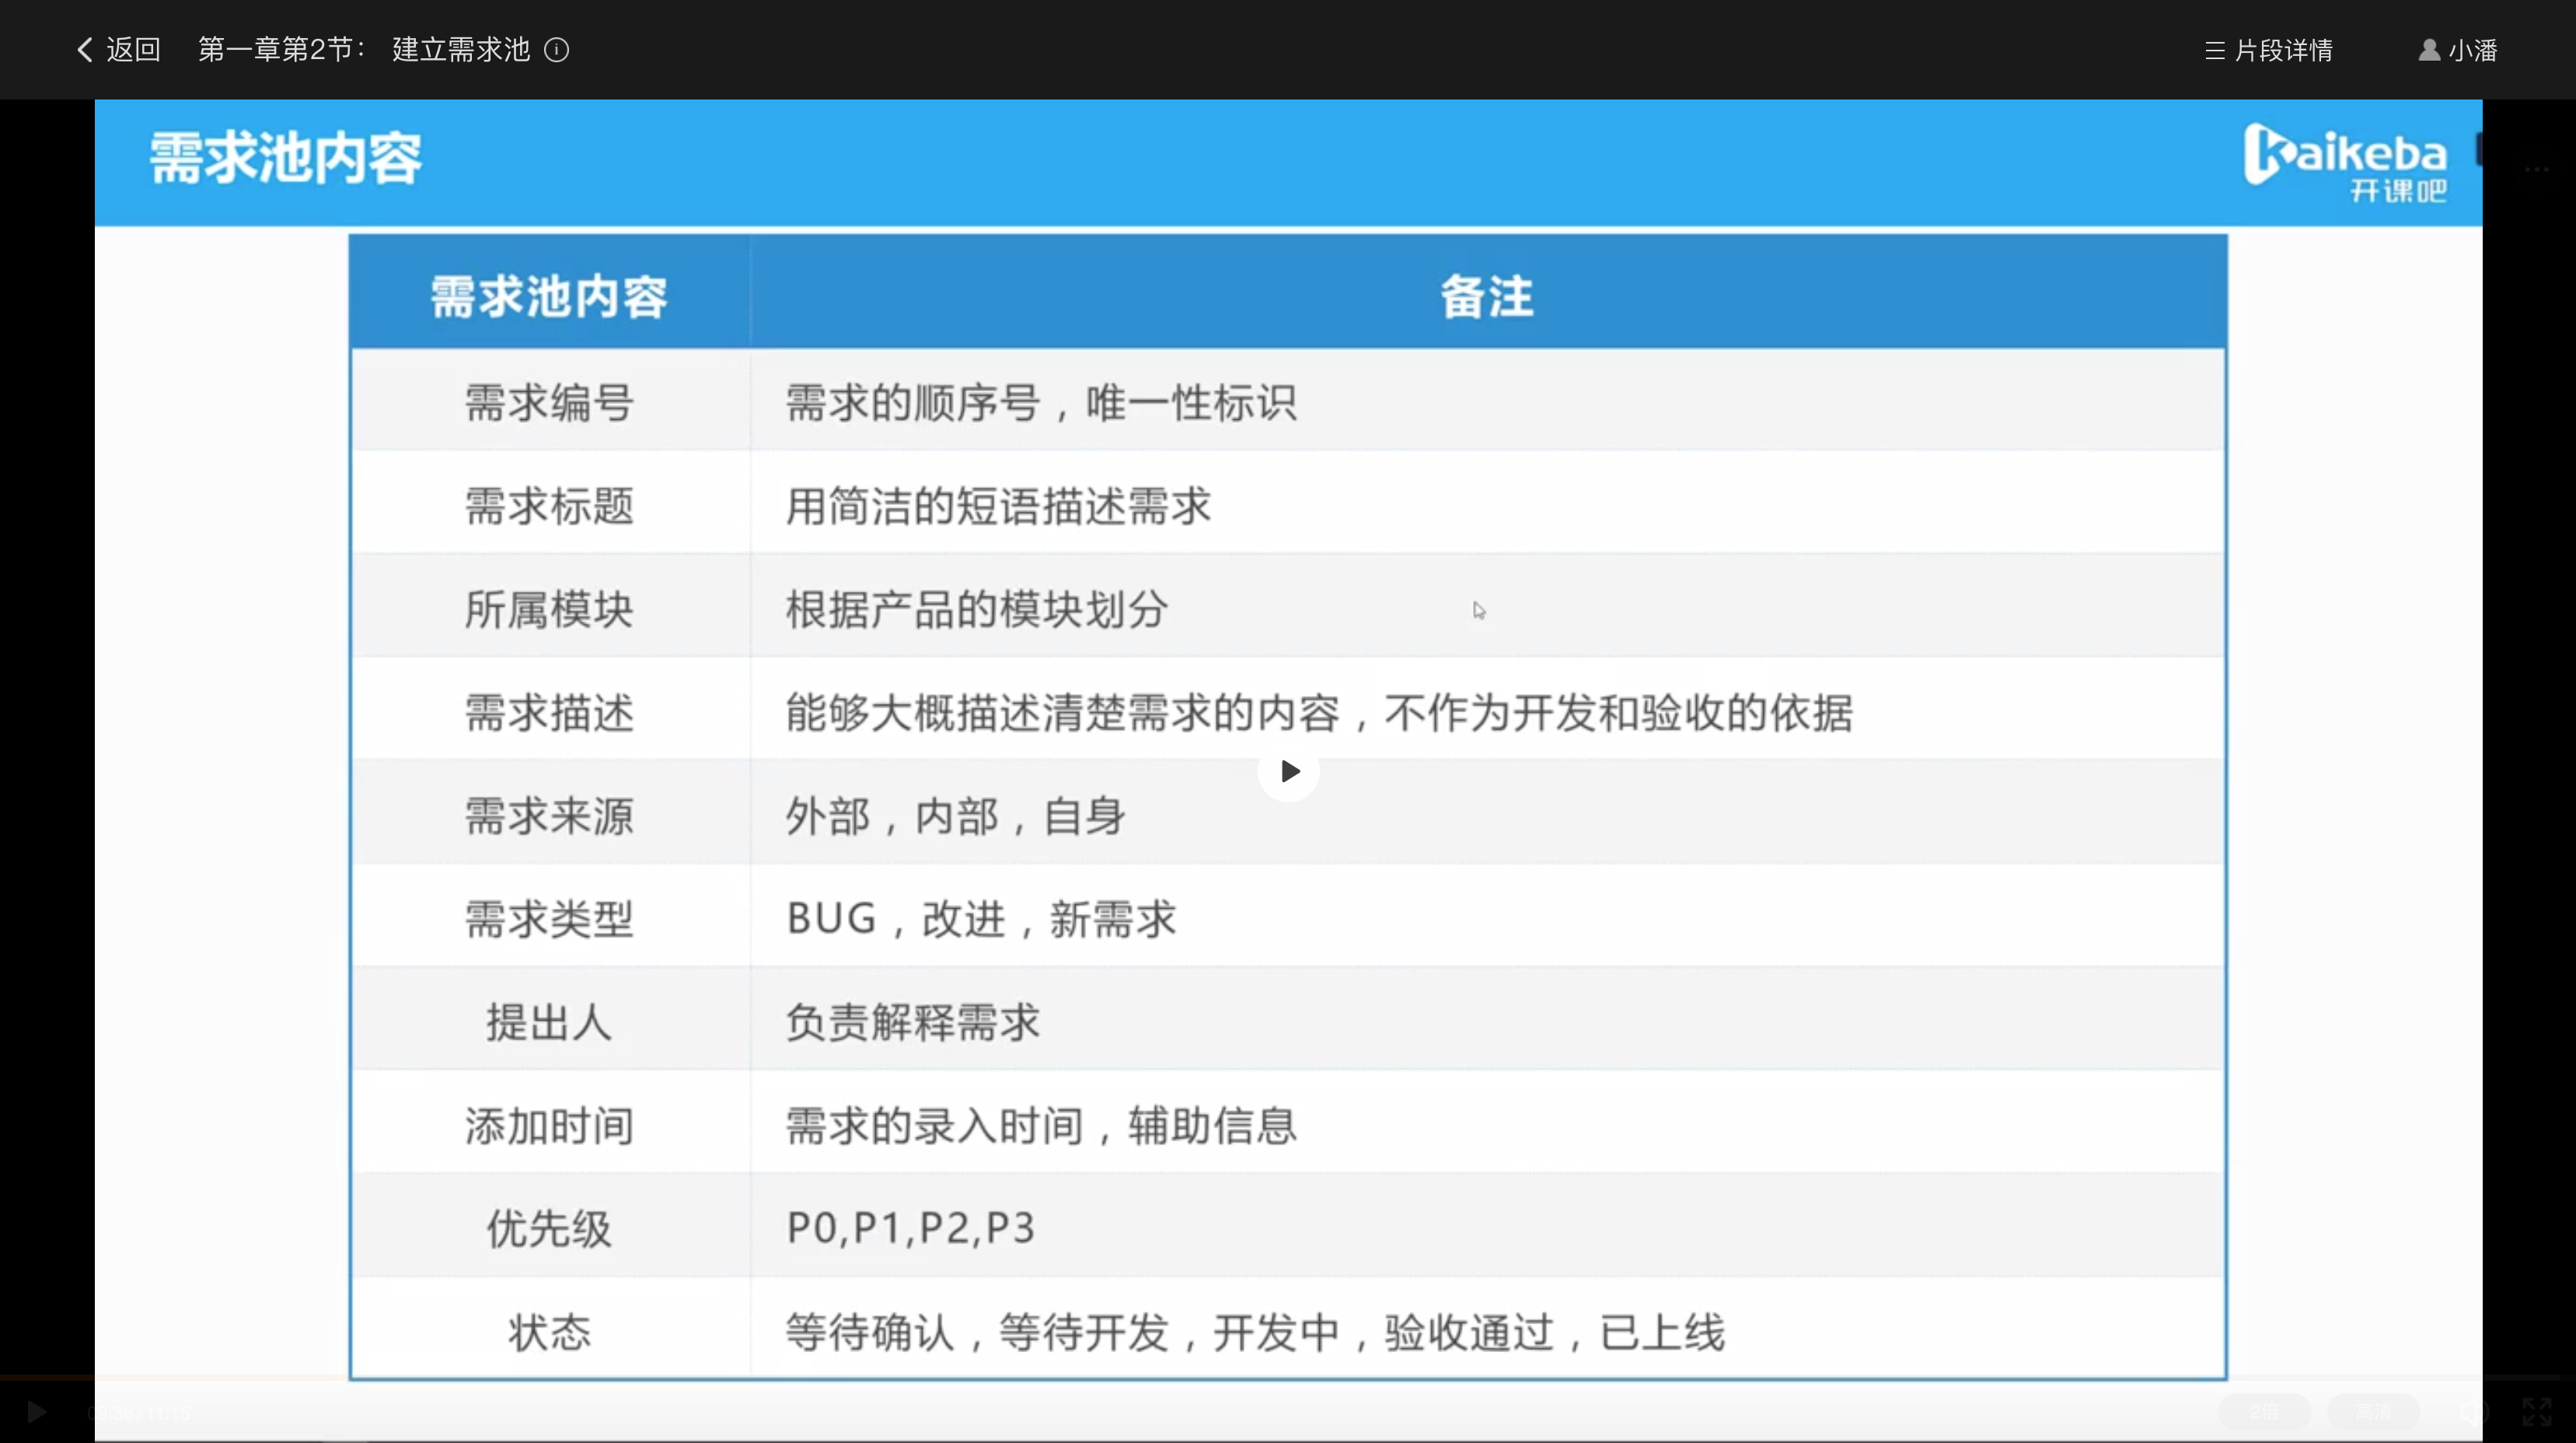 返回 第一章第2节： 建立需求池
片段详情 小潘
需求池内容
kaikeba
开课吧
需求池内容 备注
需求编号 需求的顺序号，唯一性标识
需求标题 用简洁的短语描述需求
所属模块 根据产品的模块划分
需求描述 能够大概描述清楚需求的内容，不作为开发和验收的依据
需求来源 外部，内部，自身
需求类型 BUG，改进，新需求
提出人 负责解释需求
添加时间 需求的录入时间，辅助信息
优先级 P0,P1,P2,P3
状态 等待确认，等待开发，开发中，验收通过，已上线
2倍 高清